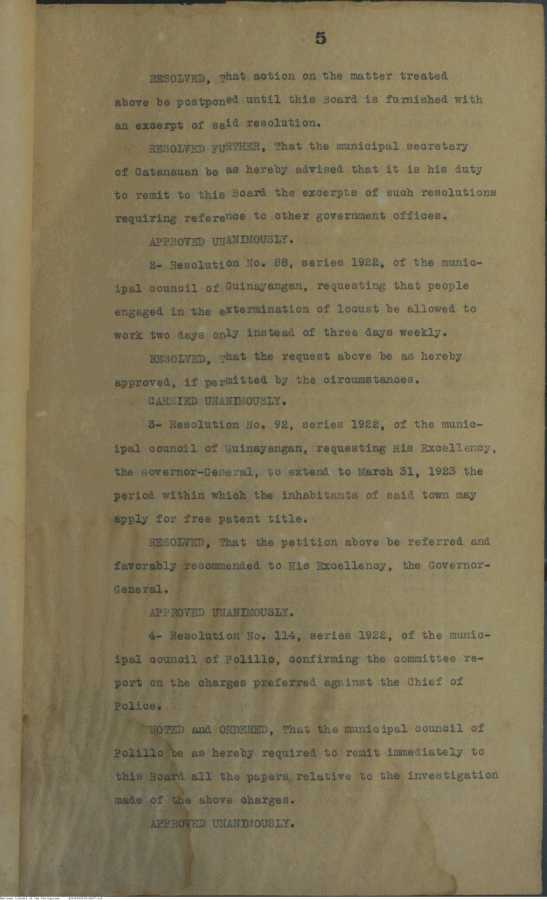 5
RESOLVED, That action on the matter treated
above be postponed until this Board is furnished with
an excerpt of said resolution.
RESOLVED FURTHER, That the municipal secretary
of Catanauan be as hereby advised that it is his duty
to remit to this Board the excerpts of such resolutions
requiring reference to other government offices.
APPROVED UNANIMOUSLY.
2- Resolution No. 88, series 1922, of the munic-
ipal council of Guinayangan, requesting that people
engaged in the extermination of locust be allowed to
work two days only instead of three days weekly.
RESOLVED, That the request above be as hereby
approved, if permitted by the circumstances.
CARRIED UNANIMOUSLY.
3- Resolution No. 92, series 1922, of the munic-
ipal council of Guinayangan, requesting His Excellency,
the Governor-General, to extend to March 31, 1923 the
period within which the inhabitants of said town may
apply for free patent title.
RESOLVED, That the petition above be referred and
favorably recommended to His Excellency, the Governor-
General.
APPROVED UNANIMOUSLY.
4- Resolution No. 114, series 1922, of the munic-
ipal council of Polillo, confirming the committee re-
port on the charges preferred against the Chief of
Police.
NOTED and ORDERED, That the municipal council of
Polillo be as hereby required to remit immediately to
this Board all the papers relative to the investigation
made of the above charges.
APPROVED UNANIMOUSLY.
National Library of the Philippines